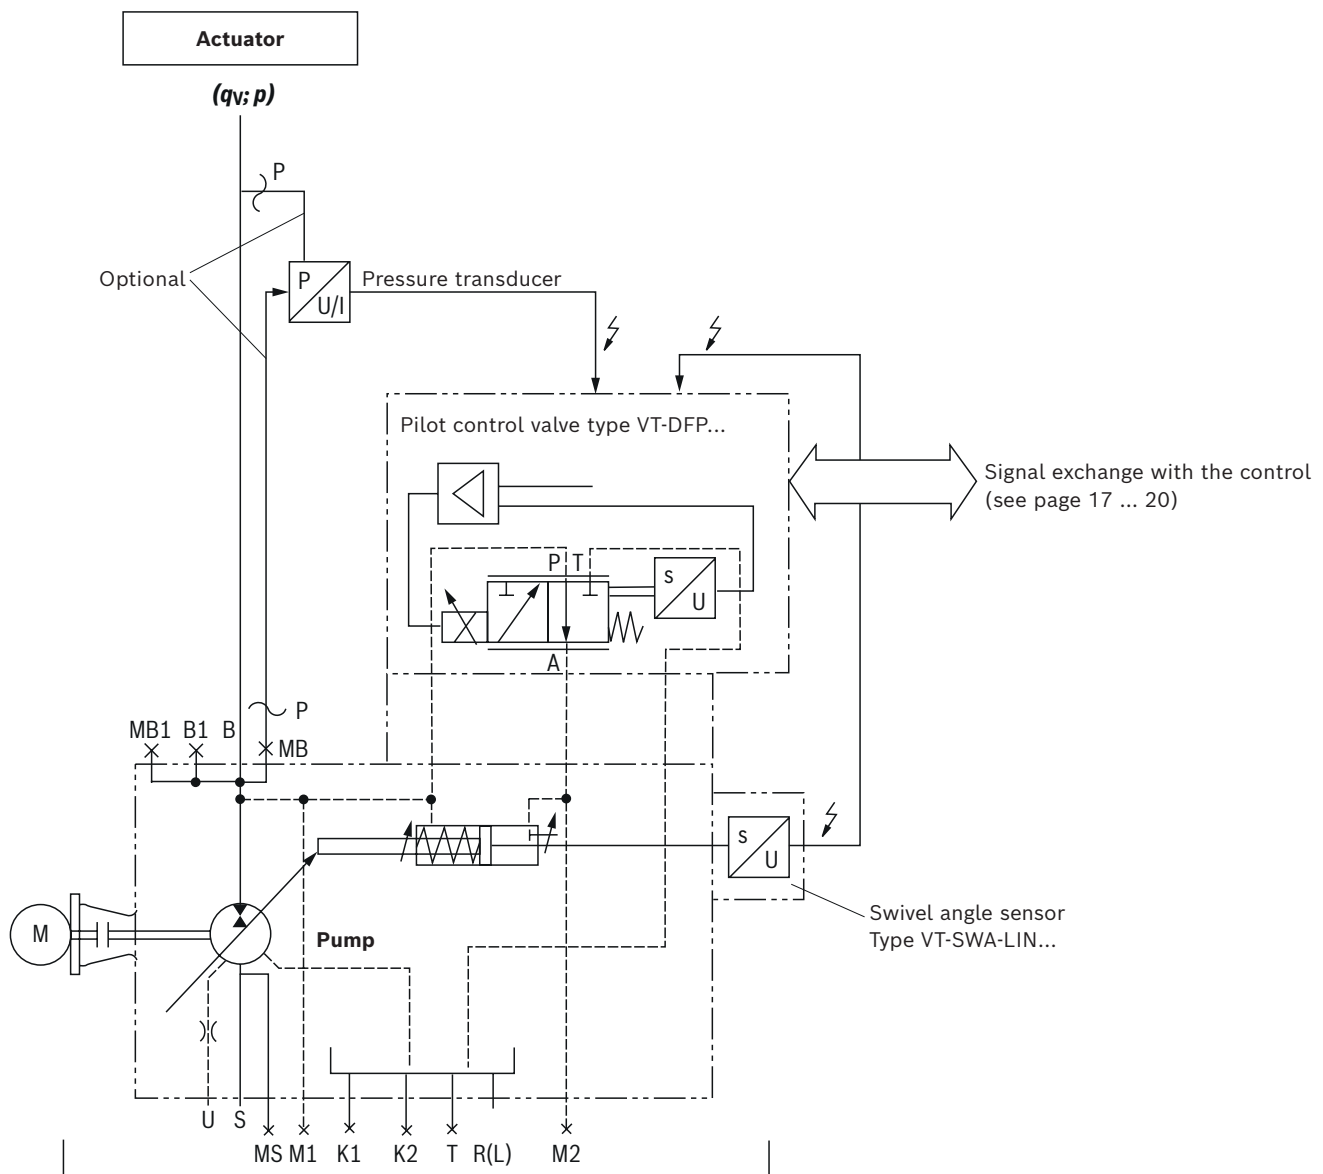 Actuator
(qV; p)
P
Optional
P
U/I
Pressure transducer
Pilot control valve type VT-DFP...
Signal exchange with the control
(see page 17 ... 20)
P T
s
U
A
P
MB1 B1 B
MB
s
U
Swivel angle sensor
Type VT-SWA-LIN...
M
Pump
U S
MS M1 K1 K2 T R(L) M2